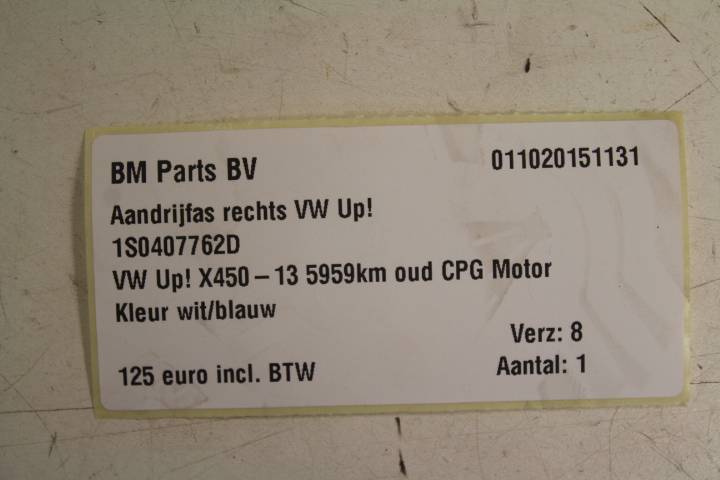 BM Parts BV 011020151131
Aandrijfas rechts VW Up!
1S0407762D
VW Up! X450 – 13 5959km oud CPG Motor
Kleur wit/blauw
Verz: 8
125 euro incl. BTW Aantal: 1